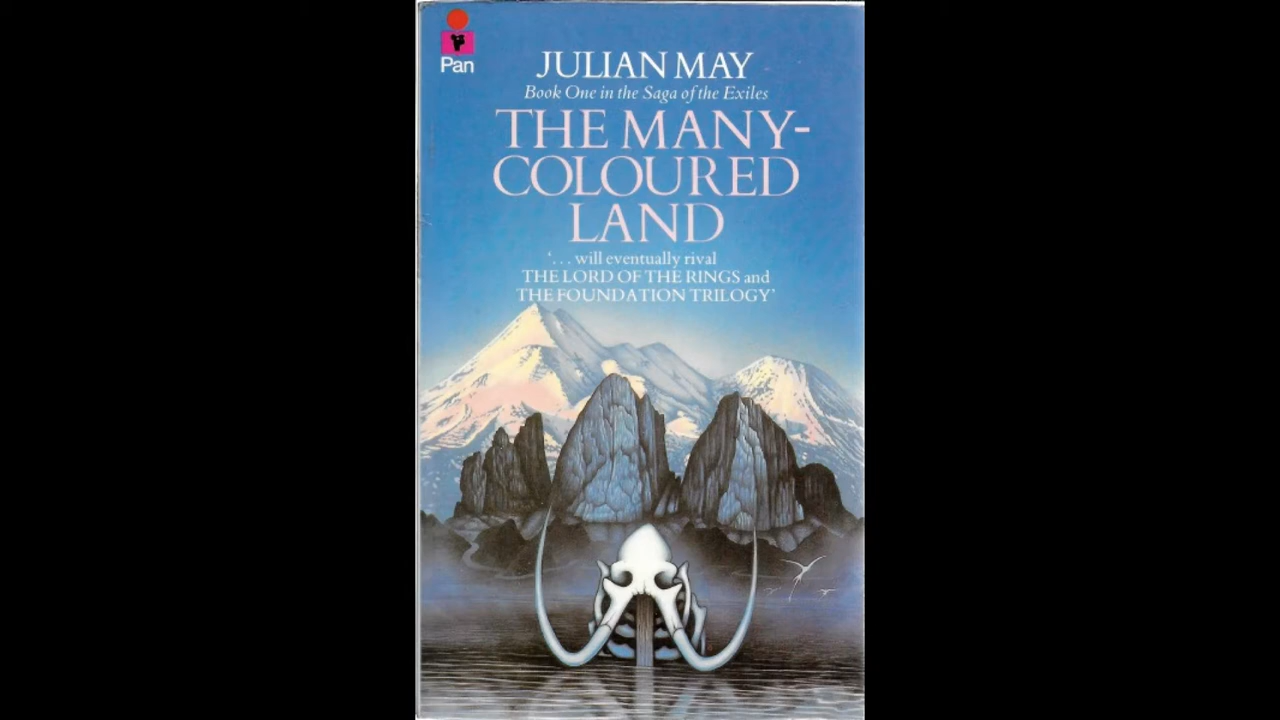 Pan
JULIAN MAY
Book One in the Saga of the Exiles
THE MANY-
COLOURED
LAND
‘... will eventually rival
THE LORD OF THE RINGS and
THE FOUNDATION TRILOGY’